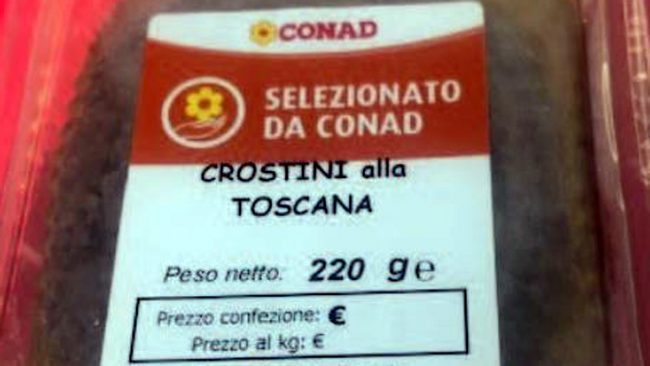 CONAD
SELEZIONATO
DA CONAD
CROSTINI alla
TOSCANA
Peso netto: 220 g e
Prezzo confezione: €
Prezzo al kg: €